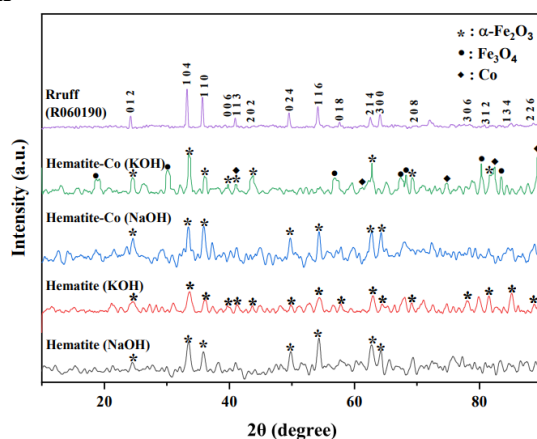 * : α-Fe₂O₃
● : Fe₃O₄
◆ : Co
Rruff
(R060190)
0 1 2
1 0 4
1 1 0
0 0 6
1 1 3
2 0 2
0 2 4
1 1 6
0 1 8
2 1 4
3 0 0
2 0 8
3 0 6
3 1 2
1 3 4
2 2 6
Hematite-Co (KOH)
Hematite-Co (NaOH)
Hematite (KOH)
Hematite (NaOH)
Intensity (a.u.)
20 40 60 80
2θ (degree)